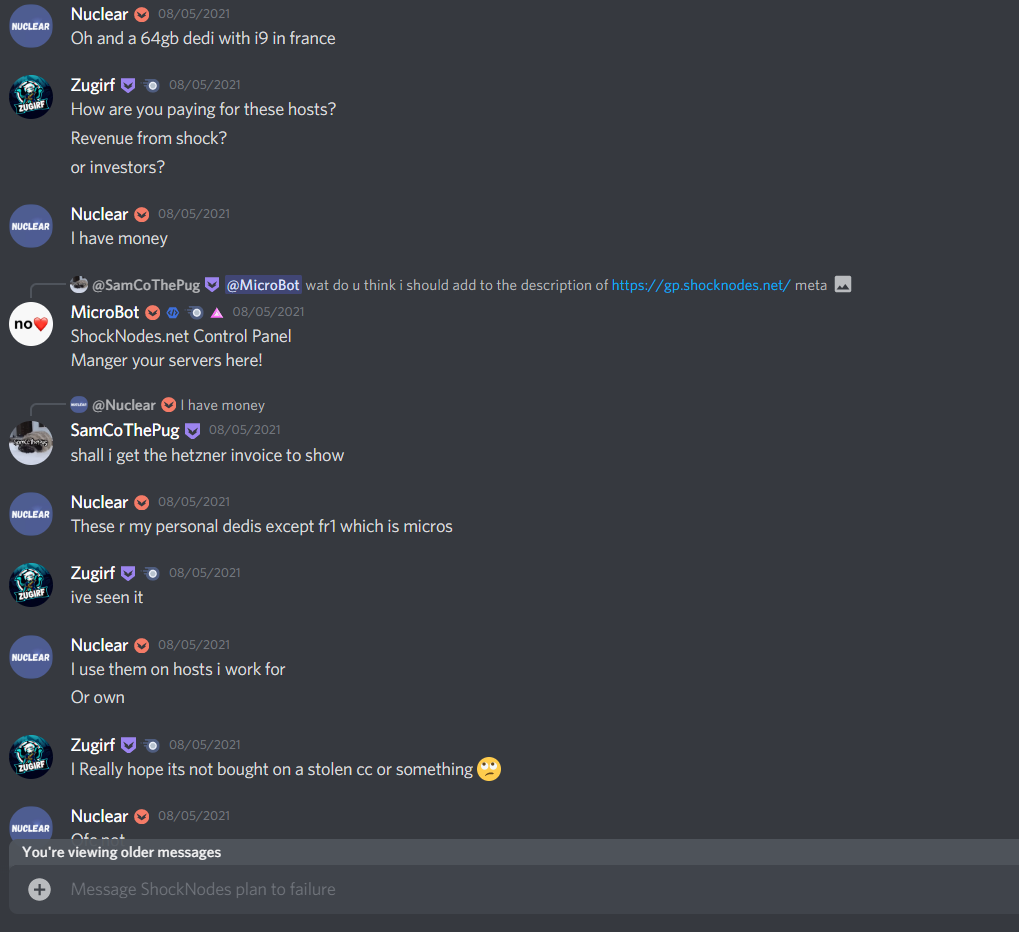 Nuclear 08/05/2021
NUCLEAR
Oh and a 64gb dedi with i9 in france
Zugirf 08/05/2021
ZUGIRF
How are you paying for these hosts?
Revenue from shock?
or investors?
Nuclear 08/05/2021
NUCLEAR
I have money
@SamCoThePug @MicroBot wat do u think i should add to the description of https://gp.shocknodes.net/ meta
MicroBot 08/05/2021
no❤️
ShockNodes.net Control Panel
Manger your servers here!
@Nuclear I have money
SamCoThePug 08/05/2021
shall i get the hetzner invoice to show
Nuclear 08/05/2021
NUCLEAR
These r my personal dedis except fr1 which is micros
Zugirf 08/05/2021
ZUGIRF
ive seen it
Nuclear 08/05/2021
NUCLEAR
I use them on hosts i work for
Or own
Zugirf 08/05/2021
ZUGIRF
I Really hope its not bought on a stolen cc or something 🙄
Nuclear 08/05/2021
NUCLEAR
Ofc not
You're viewing older messages
Message ShockNodes plan to failure